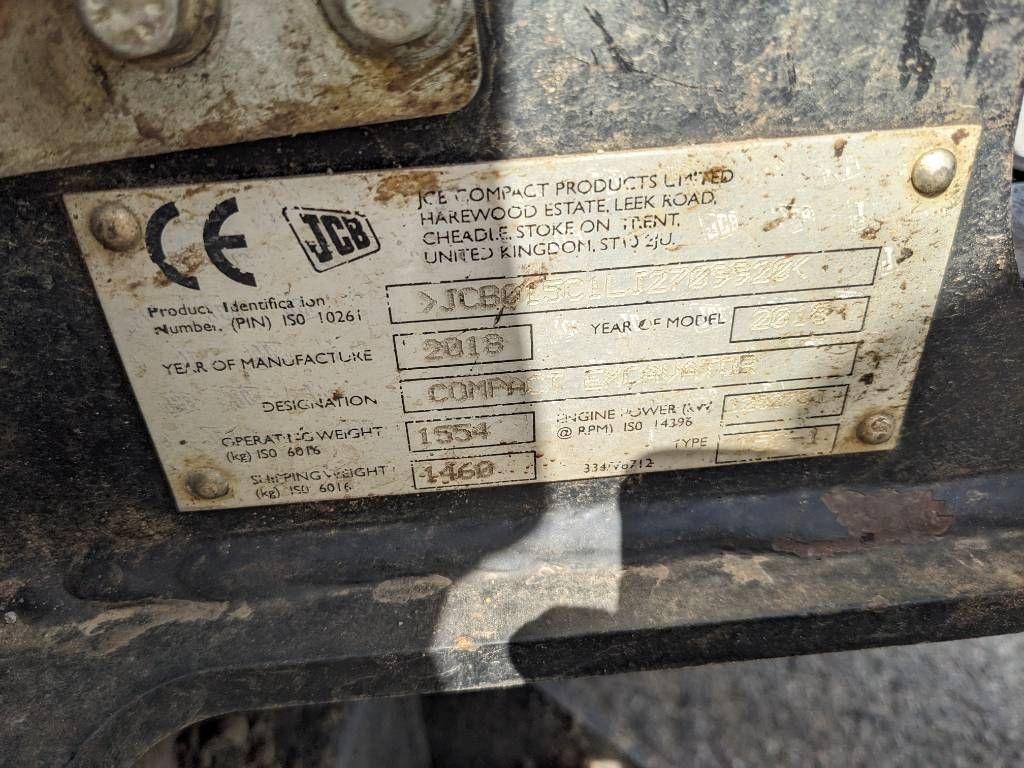 CE
JCB
JCB COMPACT PRODUCTS LIMITED
HAREWOOD ESTATE, LEEK ROAD,
CHEADLE, STOKE ON TRENT,
UNITED KINGDOM, ST10 2JU.
Product Identification
Number, (PIN) ISO 10261
YEAR OF MANUFACTURE
2018
YEAR OF MODEL
2018
DESIGNATION
COMPACT EXCAVATOR
OPERATING WEIGHT
(kg) ISO 6016
1554
ENGINE POWER (kW
@ RPM) ISO 14396
SHIPPING WEIGHT
(kg) ISO 6016
1460
TYPE